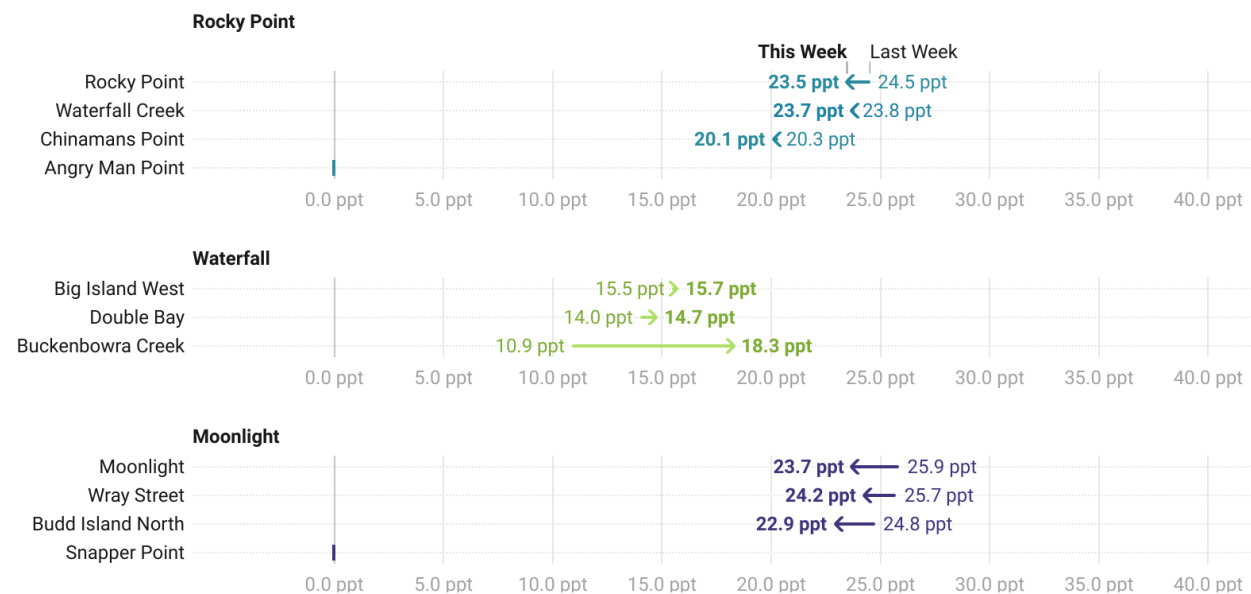 Rocky Point
This Week Last Week
Rocky Point 23.5 ppt 24.5 ppt
Waterfall Creek 23.7 ppt 23.8 ppt
Chinamans Point 20.1 ppt 20.3 ppt
Angry Man Point
0.0 ppt 5.0 ppt 10.0 ppt 15.0 ppt 20.0 ppt 25.0 ppt 30.0 ppt 35.0 ppt 40.0 ppt
Waterfall
Big Island West 15.5 ppt 15.7 ppt
Double Bay 14.0 ppt 14.7 ppt
Buckenbowra Creek 10.9 ppt 18.3 ppt
0.0 ppt 5.0 ppt 10.0 ppt 15.0 ppt 20.0 ppt 25.0 ppt 30.0 ppt 35.0 ppt 40.0 ppt
Moonlight
Moonlight 23.7 ppt 25.9 ppt
Wray Street 24.2 ppt 25.7 ppt
Budd Island North 22.9 ppt 24.8 ppt
Snapper Point
0.0 ppt 5.0 ppt 10.0 ppt 15.0 ppt 20.0 ppt 25.0 ppt 30.0 ppt 35.0 ppt 40.0 ppt